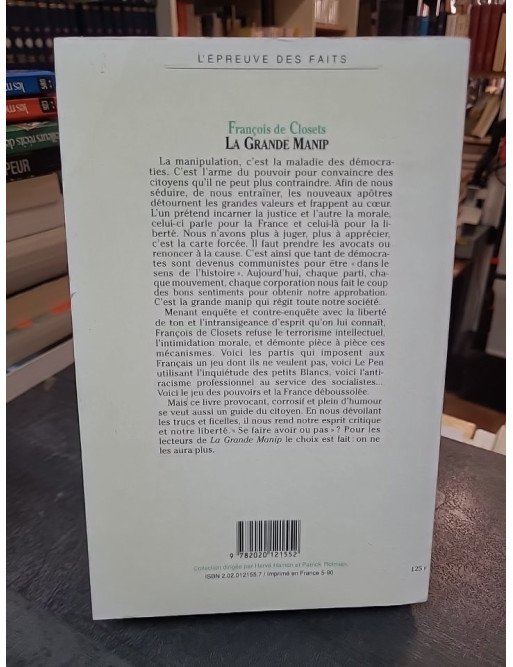 L'ÉPREUVE DES FAITS
François de Closets
LA GRANDE MANIP
La manipulation, c'est la maladie des démocra-
ties. C'est l'arme du pouvoir pour convaincre des
citoyens qu'il ne peut plus contraindre. Afin de nous
séduire, de nous entraîner, les nouveaux apôtres
détournent les grandes valeurs et frappent au cœur.
L'un prétend incarner la justice et l'autre la morale,
celui-ci parle pour la France et celui-là pour la li-
berté. Nous n'avons plus à juger, plus à apprécier,
c'est la carte forcée. Il faut prendre les avocats ou
renoncer à la cause. C'est ainsi que tant de démocra-
tes sont devenus communistes pour être « dans le
sens de l'histoire ». Aujourd'hui, chaque parti, cha-
que mouvement, chaque corporation nous fait le coup
des bons sentiments pour obtenir notre approbation.
C'est la grande manip qui régit toute notre société.
Menant enquête et contre-enquête avec la liberté
de ton et l'intransigeance d'esprit qu'on lui connaît,
François de Closets refuse le terrorisme intellectuel,
l'intimidation morale, et démonte pièce à pièce ces
mécanismes. Voici les partis qui imposent aux
Français un jeu dont ils ne veulent pas, voici Le Pen
utilisant l'inquiétude des petits Blancs, voici l'anti-
racisme professionnel au service des socialistes...
Voici le jeu des pouvoirs et la France déboussolée.
Mais ce livre provocant, corrosif et plein d'humour
se veut aussi un guide du citoyen. En nous dévoilant
les trucs et ficelles, il nous rend notre esprit critique
et notre liberté. « Se faire avoir ou pas » ? Pour les
lecteurs de La Grande Manip le choix est fait : on ne
les aura plus.
9 782020 121552
Collection dirigée par Hervé Hamon et Patrick Rotman
ISBN 2.02.012155.7 / Imprimé en France 5-90
125 F
PEUR